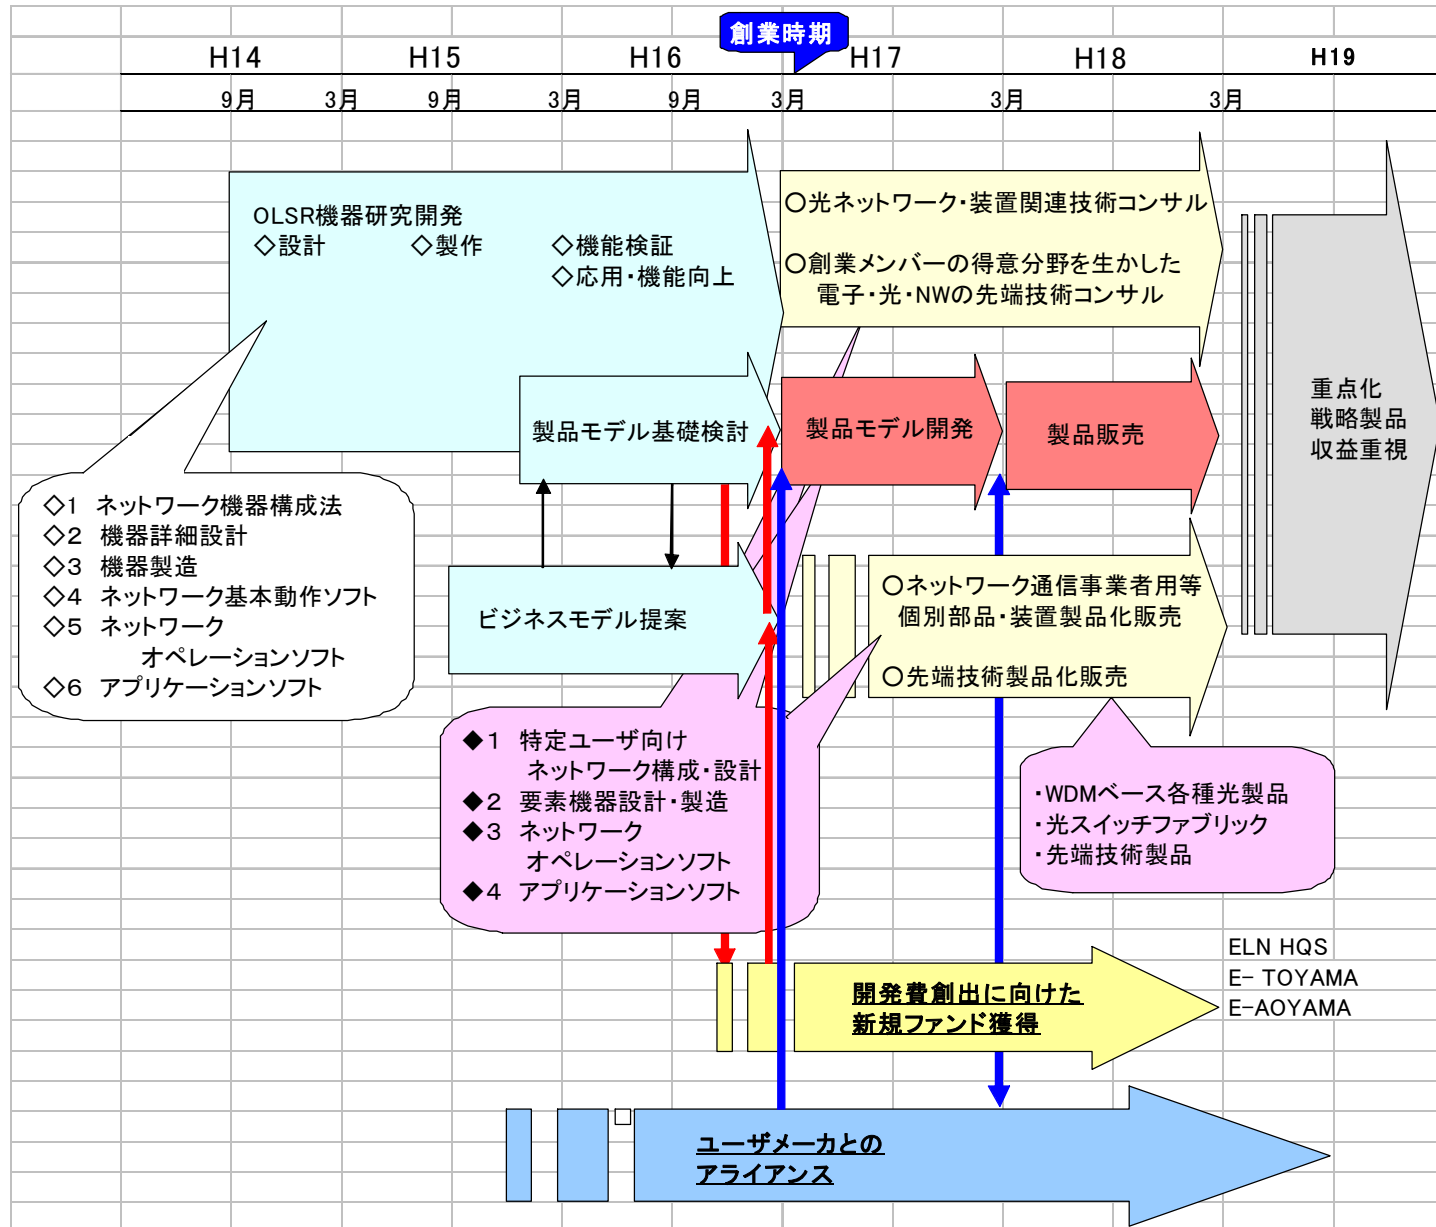 創業時期
H14 H15 H16 H17 H18 H19
9月 3月 9月 3月 9月 3月 3月 3月
OLSR機器研究開発
◇設計 ◇製作 ◇機能検証
◇応用・機能向上
○光ネットワーク・装置関連技術コンサル
○創業メンバーの得意分野を生かした
電子・光・NWの先端技術コンサル
製品モデル基礎検討
製品モデル開発
製品販売
重点化
戦略製品
収益重視
◇1 ネットワーク機器構成法
◇2 機器詳細設計
◇3 機器製造
◇4 ネットワーク基本動作ソフト
◇5 ネットワーク
オペレーションソフト
◇6 アプリケーションソフト
ビジネスモデル提案
○ネットワーク通信事業者用等
個別部品・装置製品化販売
○先端技術製品化販売
◆1 特定ユーザ向け
ネットワーク構成・設計
◆2 要素機器設計・製造
◆3 ネットワーク
オペレーションソフト
◆4 アプリケーションソフト
・WDMベース各種光製品
・光スイッチファブリック
・先端技術製品
開発費創出に向けた
新規ファンド獲得
ELN HQS
E- TOYAMA
E-AOYAMA
ユーザメーカとの
アライアンス